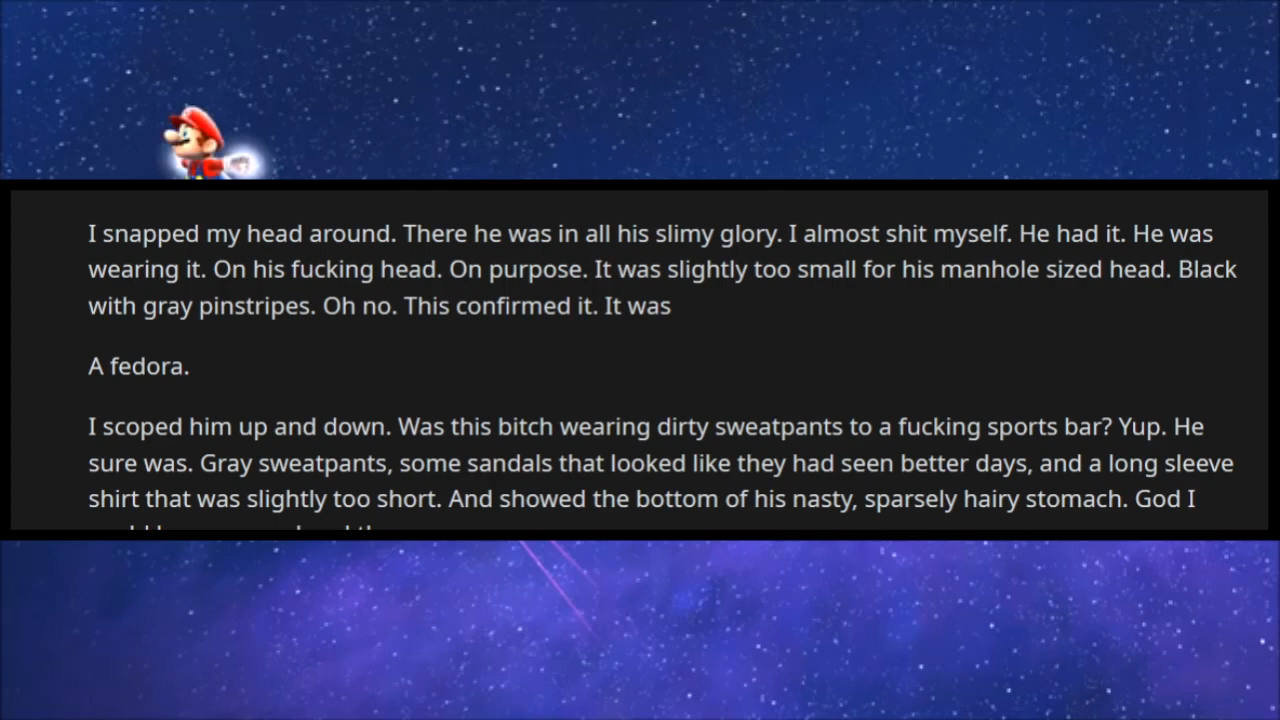 I snapped my head around. There he was in all his slimy glory. I almost shit myself. He had it. He was
wearing it. On his fucking head. On purpose. It was slightly too small for his manhole sized head. Black
with gray pinstripes. Oh no. This confirmed it. It was
A fedora.
I scoped him up and down. Was this bitch wearing dirty sweatpants to a fucking sports bar? Yup. He
sure was. Gray sweatpants, some sandals that looked like they had seen better days, and a long sleeve
shirt that was slightly too short. And showed the bottom of his nasty, sparsely hairy stomach. God I